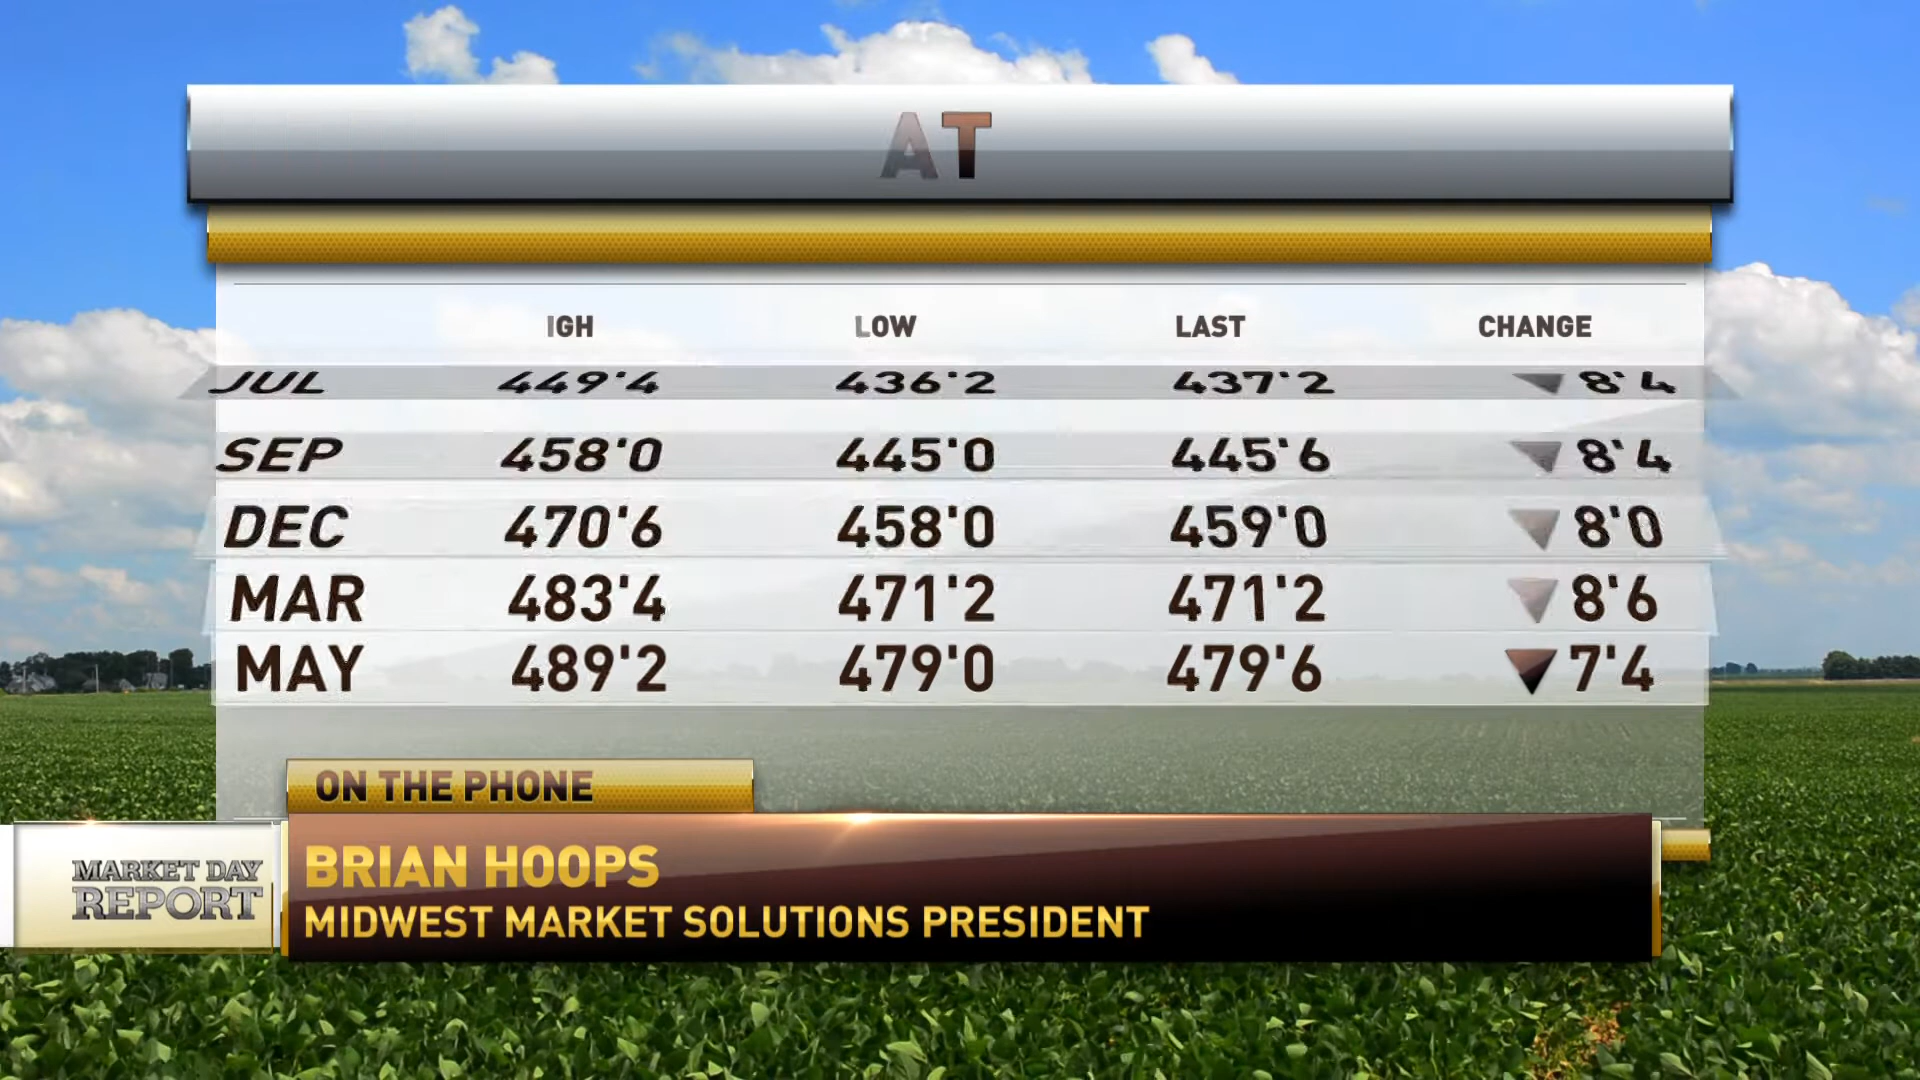 AT
IGH LOW LAST CHANGE
JUL 449'4 436'2 437'2 8'4
SEP 458'0 445'0 445'6 8'4
DEC 470'6 458'0 459'0 8'0
MAR 483'4 471'2 471'2 8'6
MAY 489'2 479'0 479'6 7'4
ON THE PHONE
MARKET DAY
REPORT
BRIAN HOOPS
MIDWEST MARKET SOLUTIONS PRESIDENT